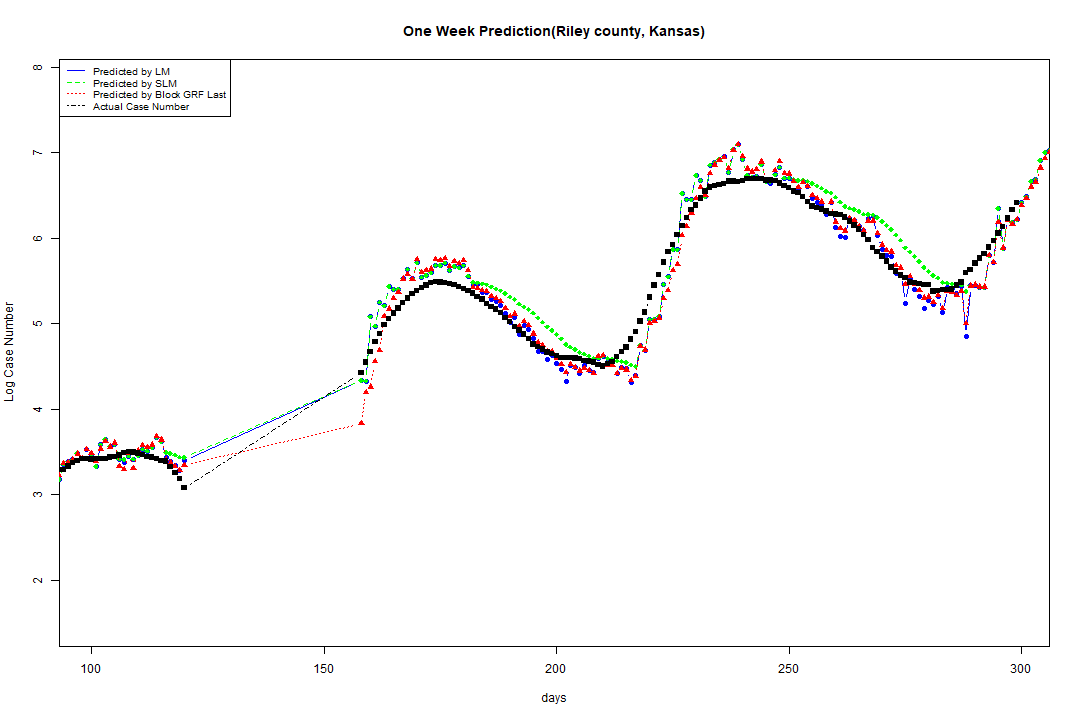 One Week Prediction(Riley county, Kansas)
Predicted by LM
Predicted by SLM
Predicted by Block GRF Last
Actual Case Number
8
7
6
5
4
3
2
Log Case Number
100 150 200 250 300
days